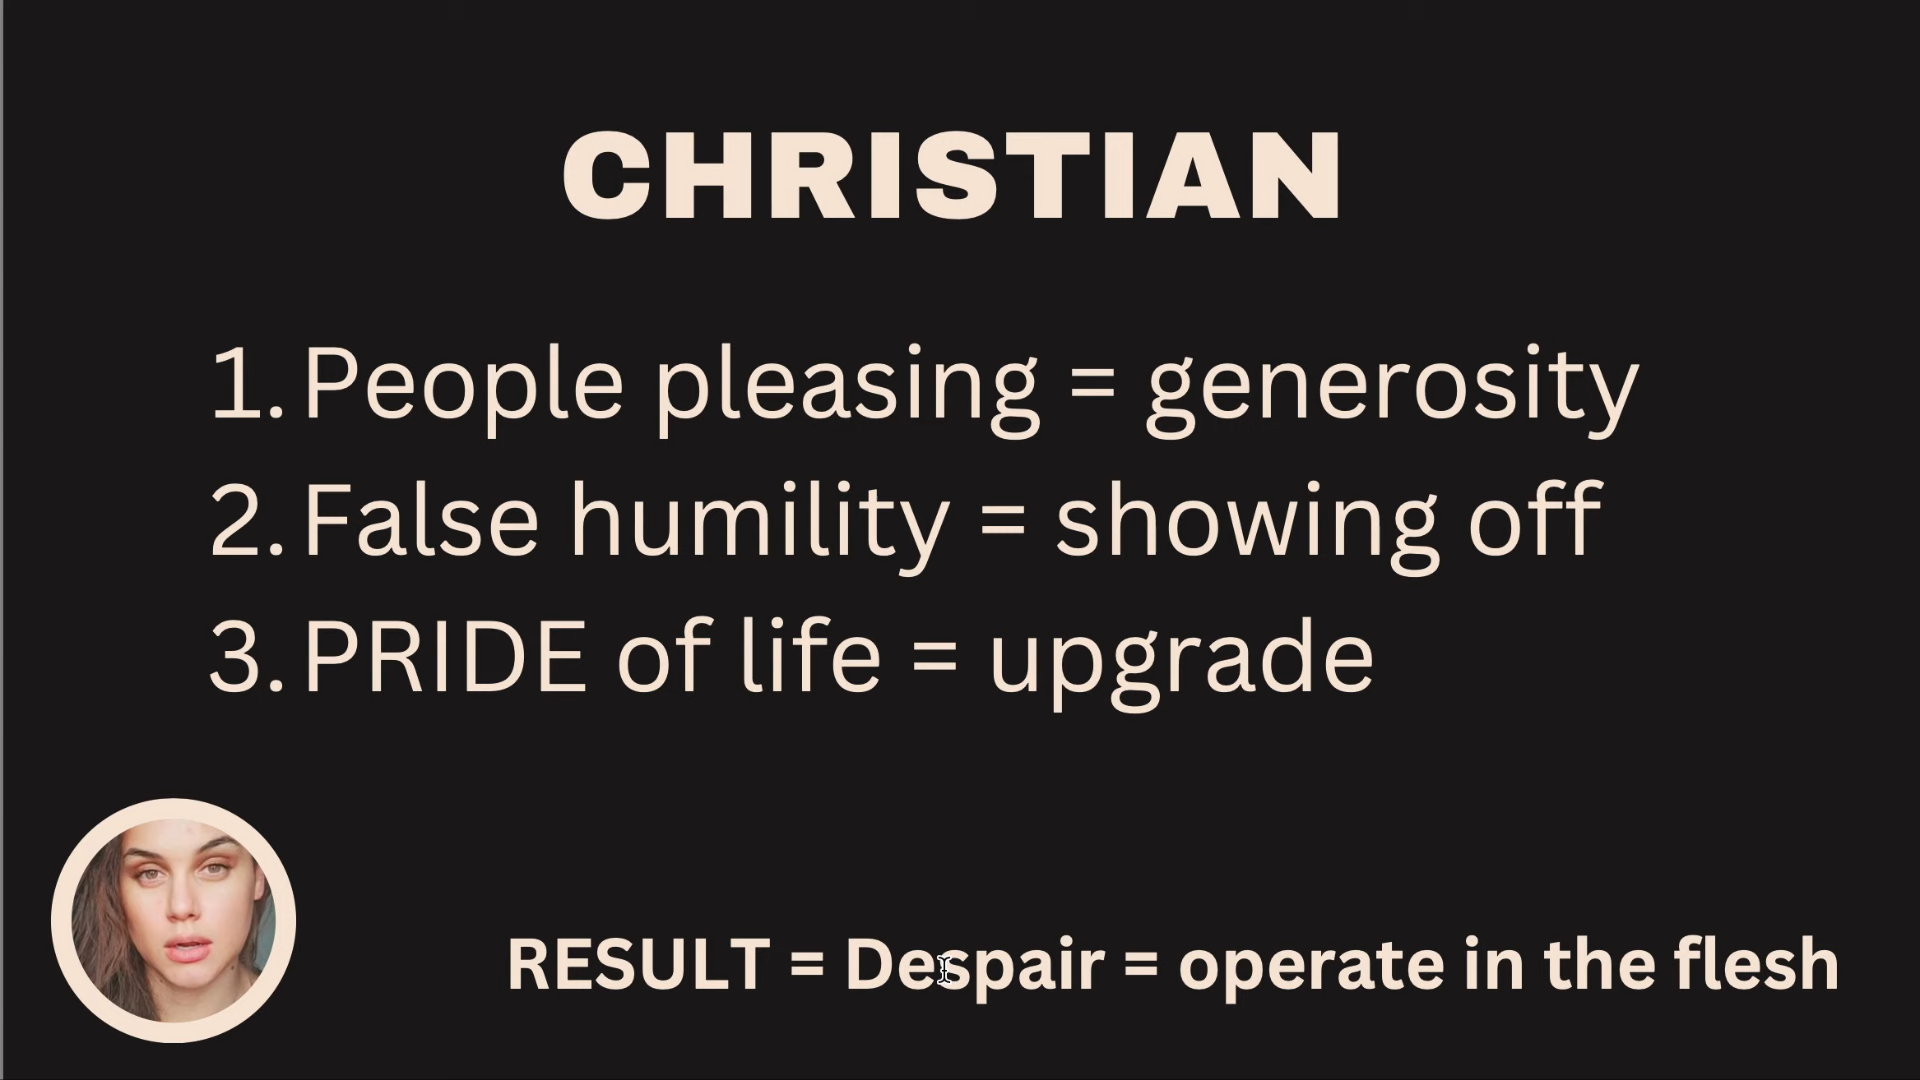 CHRISTIAN
1. People pleasing = generosity
2. False humility = showing off
3. PRIDE of life = upgrade
RESULT = Despair = operate in the flesh